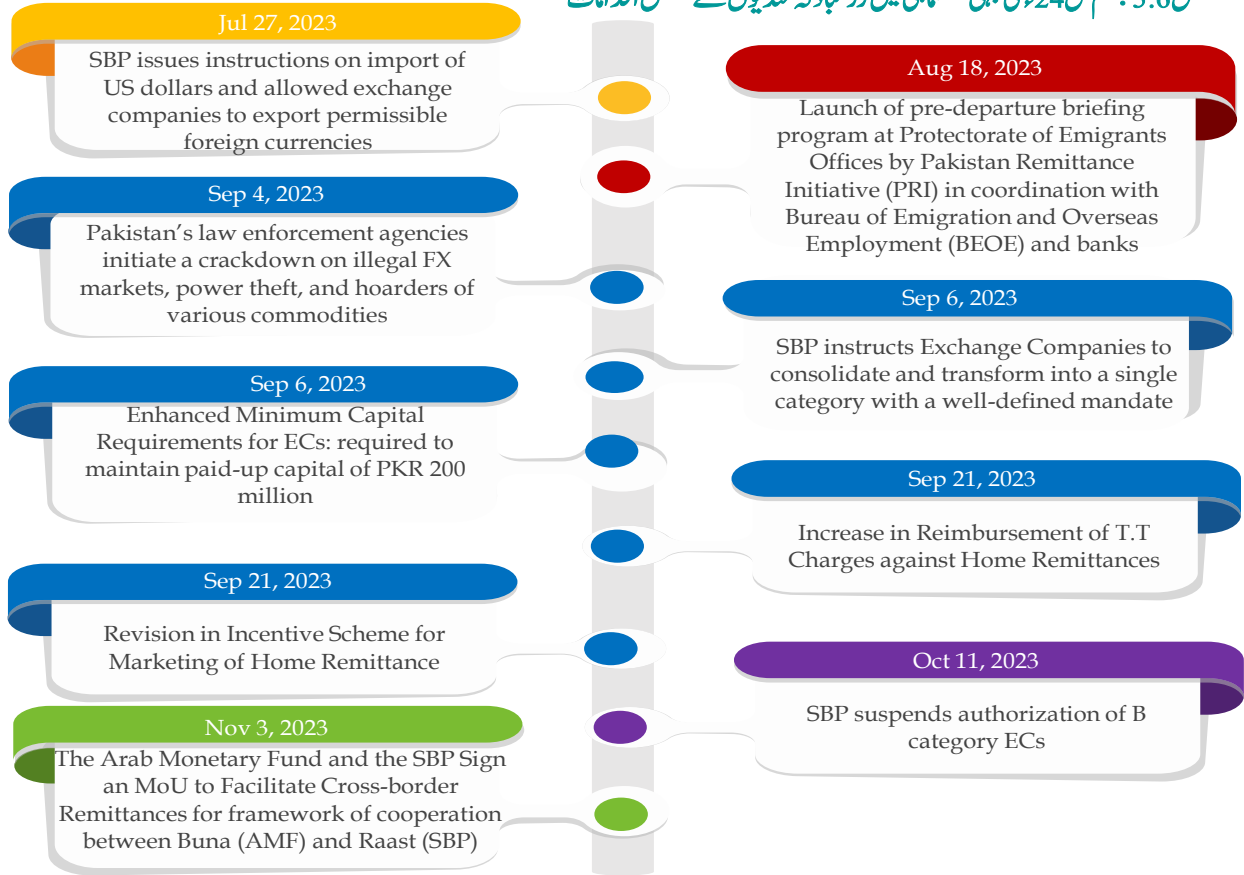 5.6: 24ء کی میں
Jul 27, 2023
SBP issues instructions on import of
US dollars and allowed exchange
companies to export permissible
foreign currencies
Aug 18, 2023
Launch of pre-departure briefing
program at Protectorate of Emigrants
Offices by Pakistan Remittance
Initiative (PRI) in coordination with
Bureau of Emigration and Overseas
Employment (BEOE) and banks
Sep 4, 2023
Pakistan’s law enforcement agencies
initiate a crackdown on illegal FX
markets, power theft, and hoarders of
various commodities
Sep 6, 2023
SBP instructs Exchange Companies to
consolidate and transform into a single
category with a well-defined mandate
Sep 6, 2023
Enhanced Minimum Capital
Requirements for ECs: required to
maintain paid-up capital of PKR 200
million
Sep 21, 2023
Increase in Reimbursement of T.T
Charges against Home Remittances
Sep 21, 2023
Revision in Incentive Scheme for
Marketing of Home Remittance
Oct 11, 2023
SBP suspends authorization of B
category ECs
Nov 3, 2023
The Arab Monetary Fund and the SBP Sign
an MoU to Facilitate Cross-border
Remittances for framework of cooperation
between Buna (AMF) and Raast (SBP)